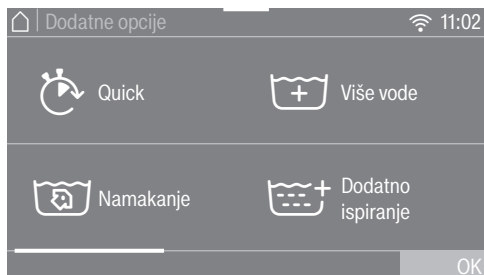 Dodatne opcije 11:02
Quick
Više vode
Namakanje
Dodatno
ispiranje
OK